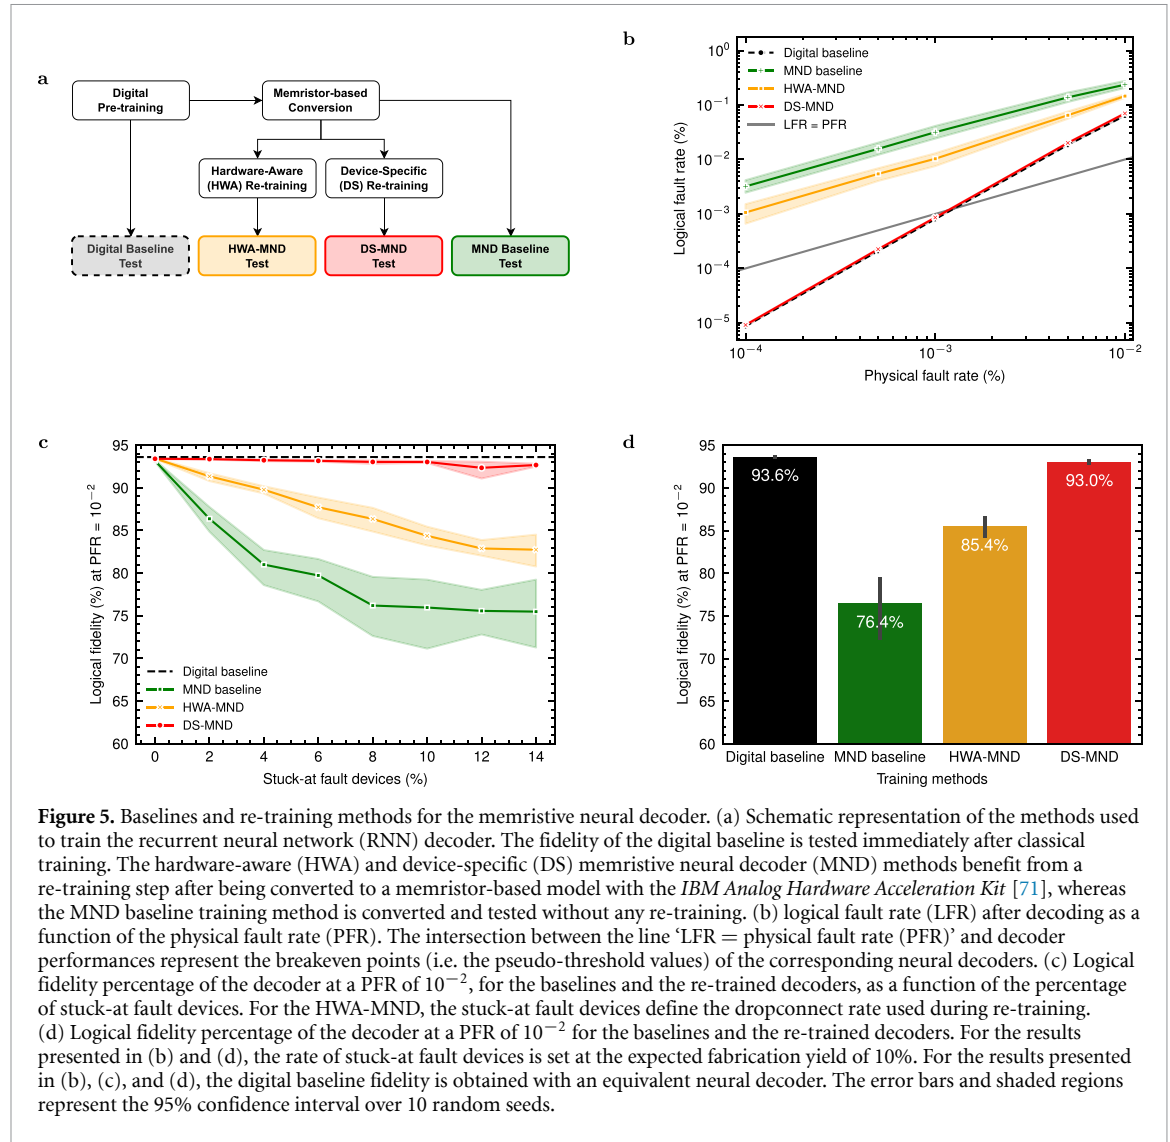 a
Digital
Pre-training
Memristor-based
Conversion
Hardware-Aware
(HWA) Re-training
Device-Specific
(DS) Re-training
Digital Baseline
Test
HWA-MND
Test
DS-MND
Test
MND Baseline
Test
b
Logical fault rate (%)
10⁰
10⁻¹
10⁻²
10⁻³
10⁻⁴
10⁻⁵
Digital baseline
MND baseline
HWA-MND
DS-MND
LFR = PFR
10⁻⁴
10⁻³
10⁻²
Physical fault rate (%)
c
Logical fidelity (%) at PFR = 10⁻²
95
90
85
80
75
70
65
60
Digital baseline
MND baseline
HWA-MND
DS-MND
0 2 4 6 8 10 12 14
Stuck-at fault devices (%)
d
Logical fidelity (%) at PFR = 10⁻²
95
90
85
80
75
70
65
60
93.6%
76.4%
85.4%
93.0%
Digital baseline MND baseline HWA-MND DS-MND
Training methods
Figure 5. Baselines and re-training methods for the memristive neural decoder. (a) Schematic representation of the methods used
to train the recurrent neural network (RNN) decoder. The fidelity of the digital baseline is tested immediately after classical
training. The hardware-aware (HWA) and device-specific (DS) memristive neural decoder (MND) methods benefit from a
re-training step after being converted to a memristor-based model with the IBM Analog Hardware Acceleration Kit [71], whereas
the MND baseline training method is converted and tested without any re-training. (b) logical fault rate (LFR) after decoding as a
function of the physical fault rate (PFR). The intersection between the line ‘LFR = physical fault rate (PFR)’ and decoder
performances represent the breakeven points (i.e. the pseudo-threshold values) of the corresponding neural decoders. (c) Logical
fidelity percentage of the decoder at a PFR of 10⁻², for the baselines and the re-trained decoders, as a function of the percentage
of stuck-at fault devices. For the HWA-MND, the stuck-at fault devices define the dropconnect rate used during re-training.
(d) Logical fidelity percentage of the decoder at a PFR of 10⁻² for the baselines and the re-trained decoders. For the results
presented in (b) and (d), the rate of stuck-at fault devices is set at the expected fabrication yield of 10%. For the results presented
in (b), (c), and (d), the digital baseline fidelity is obtained with an equivalent neural decoder. The error bars and shaded regions
represent the 95% confidence interval over 10 random seeds.